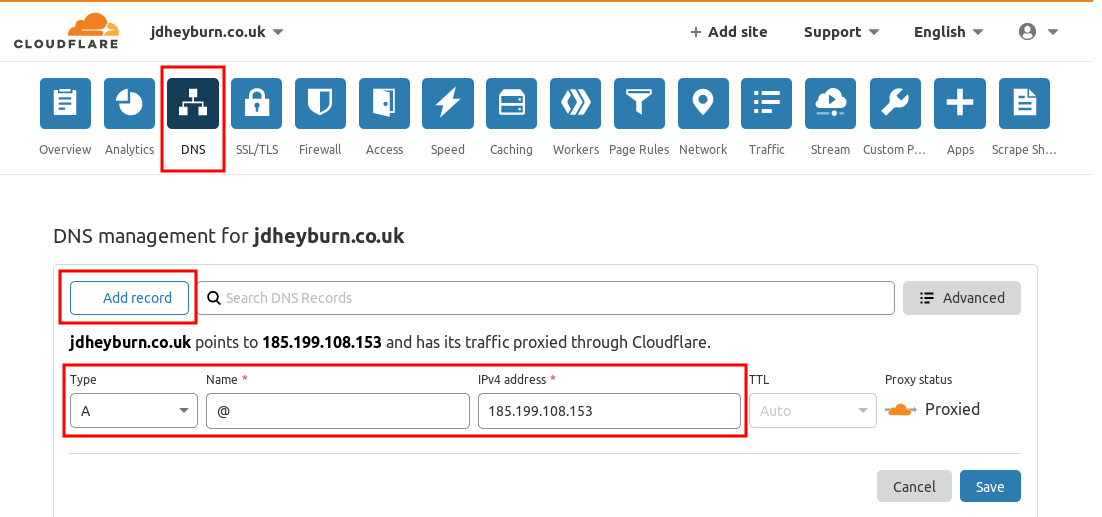 CLOUDFLARE
jdheyburn.co.uk
+ Add site
Support
English
Overview
Analytics
DNS
SSL/TLS
Firewall
Access
Speed
Caching
Workers
Page Rules
Network
Traffic
Stream
Custom P...
Apps
Scrape Sh...
DNS management for jdheyburn.co.uk
Add record
Search DNS Records
Advanced
jdheyburn.co.uk points to 185.199.108.153 and has its traffic proxied through Cloudflare.
Type
Name *
IPv4 address *
TTL
Proxy status
A
@
185.199.108.153
Auto
Proxied
Cancel
Save